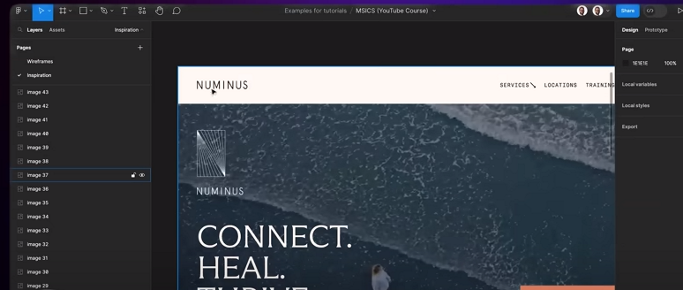 Examples for tutorials / MSICS (YouTube Course)
Share
Layers Assets Inspiration
Design Prototype
Pages
Page
Wireframes
1E1E1E 100%
Inspiration
Local variables
Local styles
Export
image 43
image 42
image 41
image 40
image 39
image 38
image 37
image 36
image 35
image 34
image 33
image 32
image 31
image 30
image 29
NUMINUS
SERVICES LOCATIONS TRAINING
NUMINUS
CONNECT.
HEAL.
THRIVE